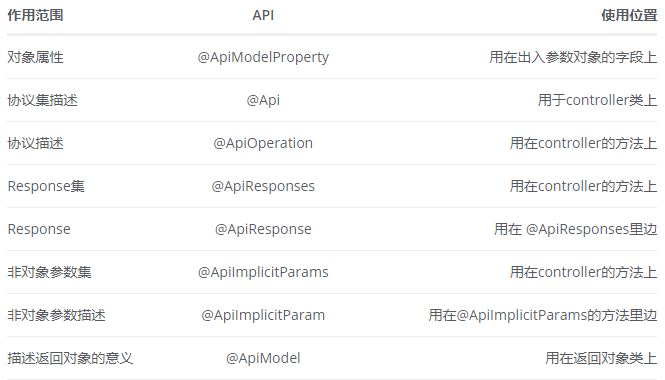 作用范围 API 使用位置
对象属性 @ApiModelProperty 用在出入参数对象的字段上
协议集描述 @Api 用于controller类上
协议描述 @ApiOperation 用在controller的方法上
Response集 @ApiResponses 用在controller的方法上
Response @ApiResponse 用在 @ApiResponses里边
非对象参数集 @ApiImplicitParams 用在controller的方法上
非对象参数描述 @ApiImplicitParam 用在@ApiImplicitParams的方法里边
描述返回对象的意义 @ApiModel 用在返回对象类上